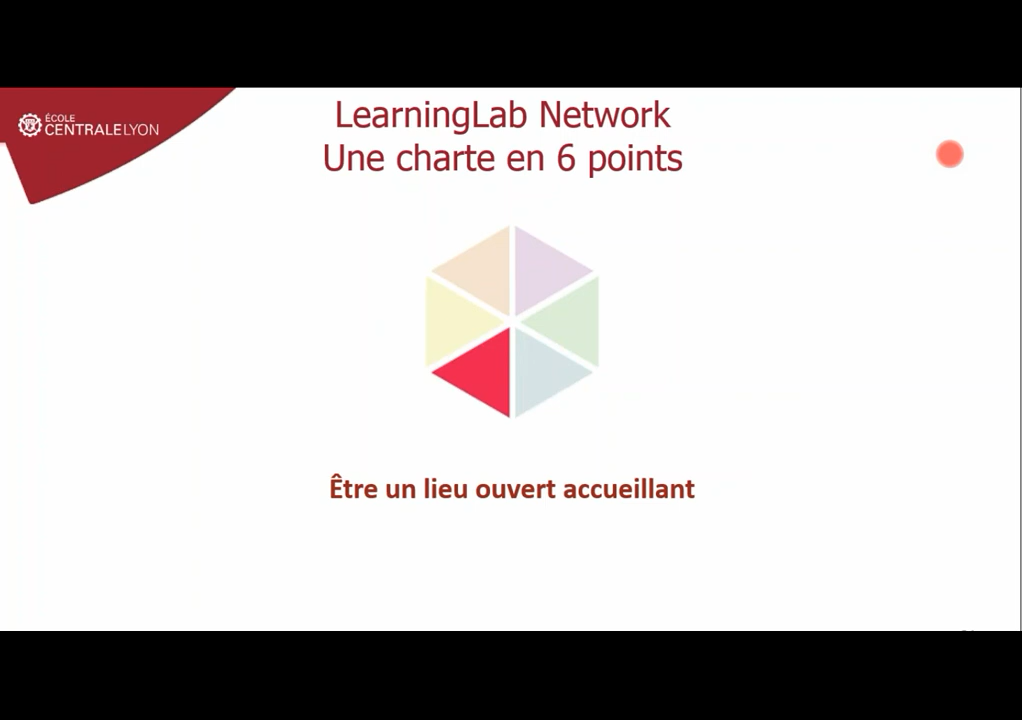 ÉCOLE
CENTRALELYON
LearningLab Network
Une charte en 6 points
Être un lieu ouvert accueillant